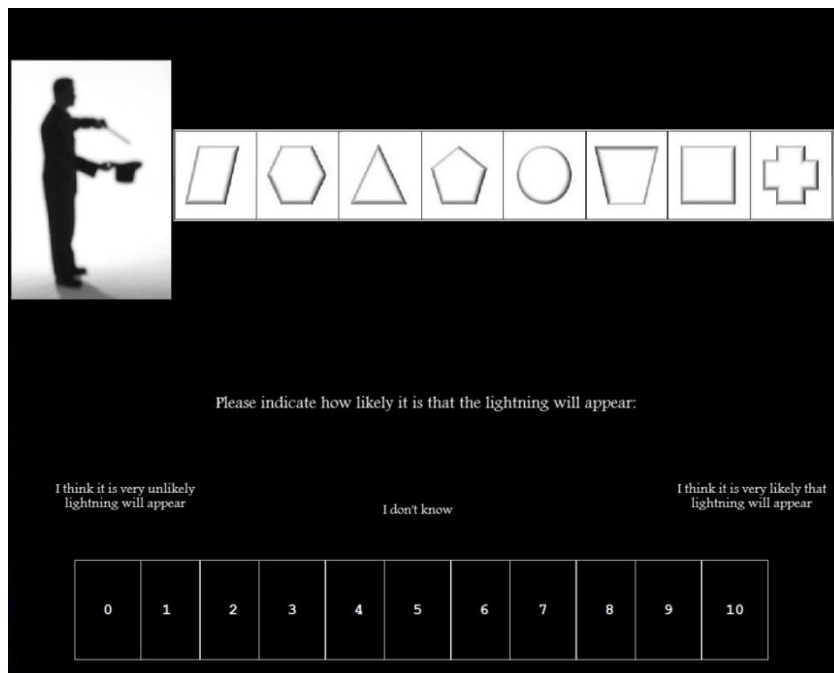 Please indicate how likely it is that the lightning will appear:
I think it is very unlikely
lightning will appear
I don't know
I think it is very likely that
lightning will appear
0 1 2 3 4 5 6 7 8 9 10